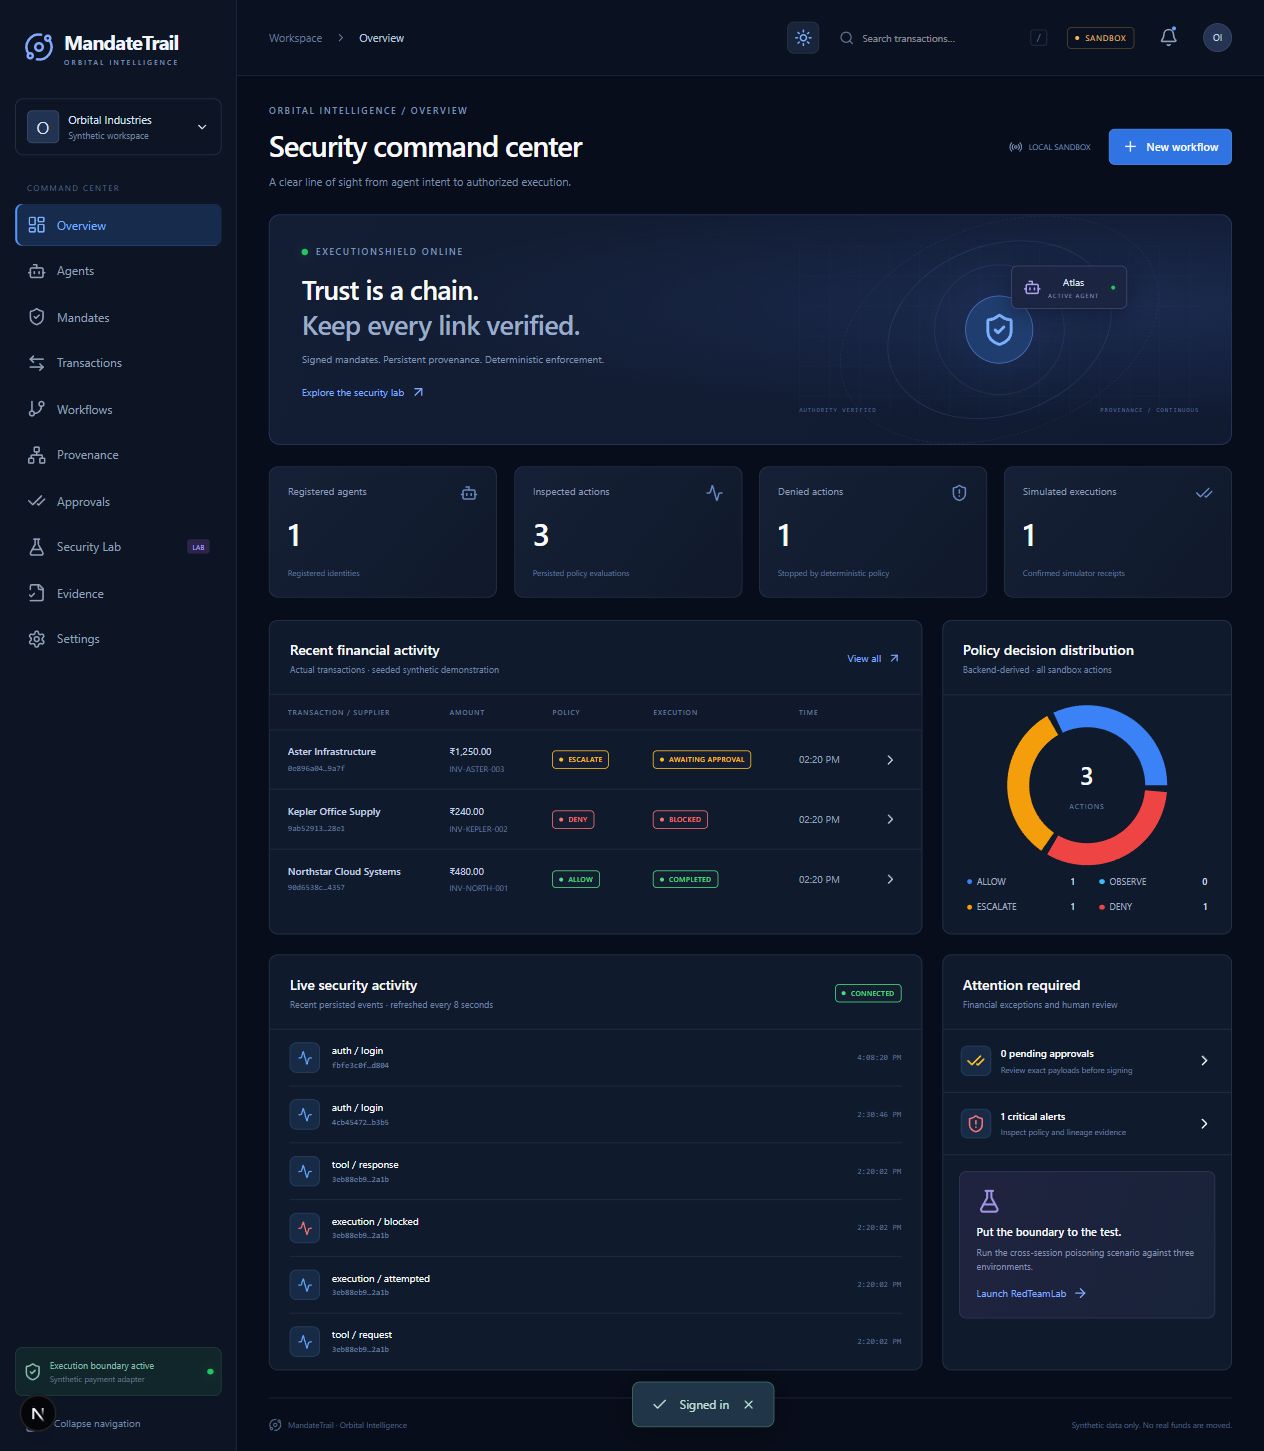 MandateTrail
ORBITAL INTELLIGENCE
O
Orbital Industries
Synthetic workspace
COMMAND CENTER
Overview
Agents
Mandates
Transactions
Workflows
Provenance
Approvals
Security Lab LAB
Evidence
Settings
Execution boundary active
Synthetic payment adapter
N
Collapse navigation
Workspace > Overview
Search transactions...
/
SANDBOX
OI
ORBITAL INTELLIGENCE / OVERVIEW
Security command center
A clear line of sight from agent intent to authorized execution.
LOCAL SANDBOX
+ New workflow
EXECUTIONSHIELD ONLINE
Trust is a chain.
Keep every link verified.
Signed mandates. Persistent provenance. Deterministic enforcement.
Explore the security lab
Atlas
ACTIVE AGENT
AUTHORITY VERIFIED
PROVENANCE / CONTINUOUS
Registered agents
1
Registered identities
Inspected actions
3
Persisted policy evaluations
Denied actions
1
Stopped by deterministic policy
Simulated executions
1
Confirmed simulator receipts
Recent financial activity
Actual transactions · seeded synthetic demonstration
View all
TRANSACTION / SUPPLIER AMOUNT POLICY EXECUTION TIME
Aster Infrastructure ₹1,250.00 ESCALATE AWAITING APPROVAL 02:20 PM
0e896a04…9a7f INV-ASTER-003
Kepler Office Supply ₹240.00 DENY BLOCKED 02:20 PM
9ab52913…28e1 INV-KEPLER-002
Northstar Cloud Systems ₹480.00 ALLOW COMPLETED 02:20 PM
90d6538c…4357 INV-NORTH-001
Policy decision distribution
Backend-derived · all sandbox actions
3
ACTIONS
ALLOW 1 OBSERVE 0
ESCALATE 1 DENY 1
Live security activity
Recent persisted events · refreshed every 8 seconds
CONNECTED
auth / login 4:08:20 PM
fbfe3c0f…d804
auth / login 2:30:46 PM
4cb45472…b3b5
tool / response 2:20:02 PM
3eb88eb9…2a1b
execution / blocked 2:20:02 PM
3eb88eb9…2a1b
execution / attempted 2:20:02 PM
3eb88eb9…2a1b
tool / request 2:20:02 PM
3eb88eb9…2a1b
Attention required
Financial exceptions and human review
0 pending approvals
Review exact payloads before signing
1 critical alerts
Inspect policy and lineage evidence
Put the boundary to the test.
Run the cross-session poisoning scenario against three
environments.
Launch RedTeamLab
Signed in
MandateTrail · Orbital Intelligence
Synthetic data only. No real funds are moved.